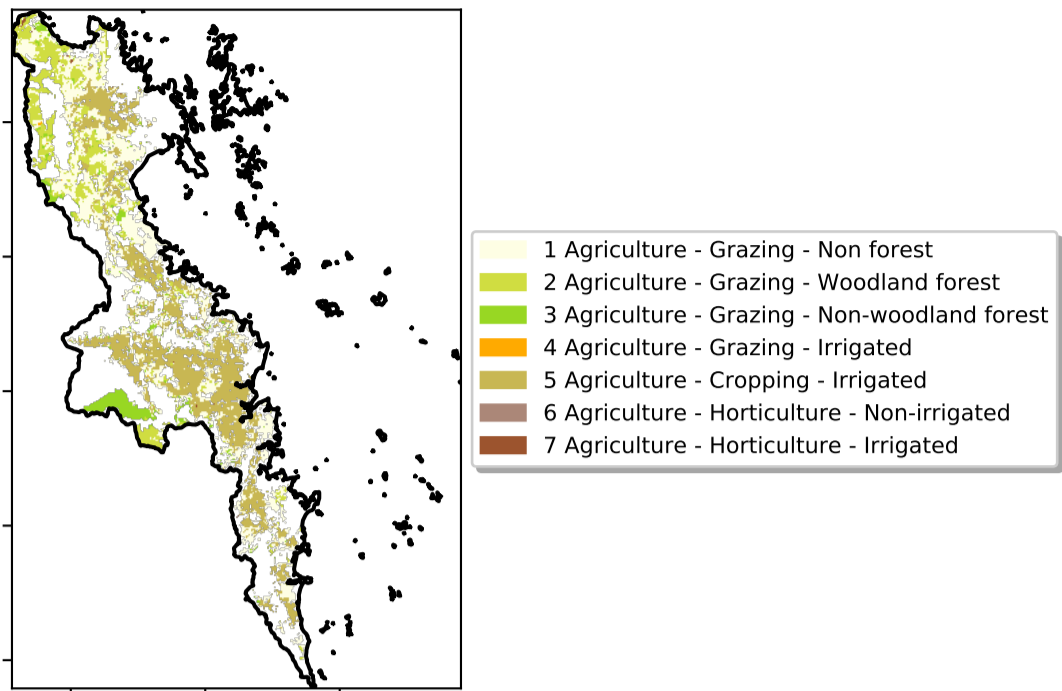 1 Agriculture - Grazing - Non forest
2 Agriculture - Grazing - Woodland forest
3 Agriculture - Grazing - Non-woodland forest
4 Agriculture - Grazing - Irrigated
5 Agriculture - Cropping - Irrigated
6 Agriculture - Horticulture - Non-irrigated
7 Agriculture - Horticulture - Irrigated